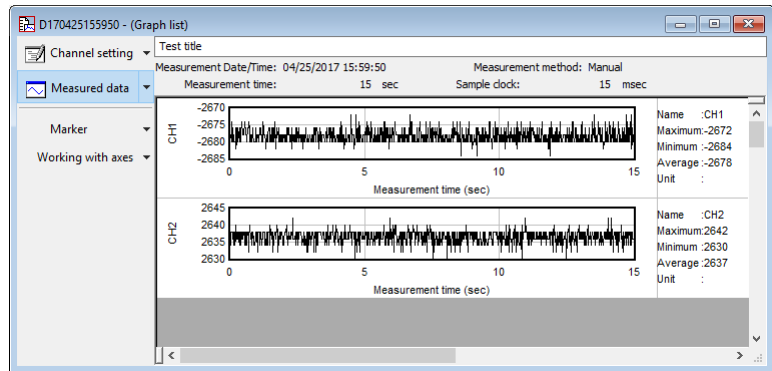 D170425155950 - (Graph list)
Channel setting
Measured data
Marker
Working with axes
Test title
Measurement Date/Time: 04/25/2017 15:59:50 Measurement method: Manual
Measurement time: 15 sec Sample clock: 15 msec
CH1
-2670
-2675
-2680
-2685
0 5 10 15
Measurement time (sec)
Name :CH1
Maximum:-2672
Minimum :-2684
Average :-2678
Unit :
CH2
2645
2640
2635
2630
0 5 10 15
Measurement time (sec)
Name :CH2
Maximum:2642
Minimum :2630
Average :2637
Unit :